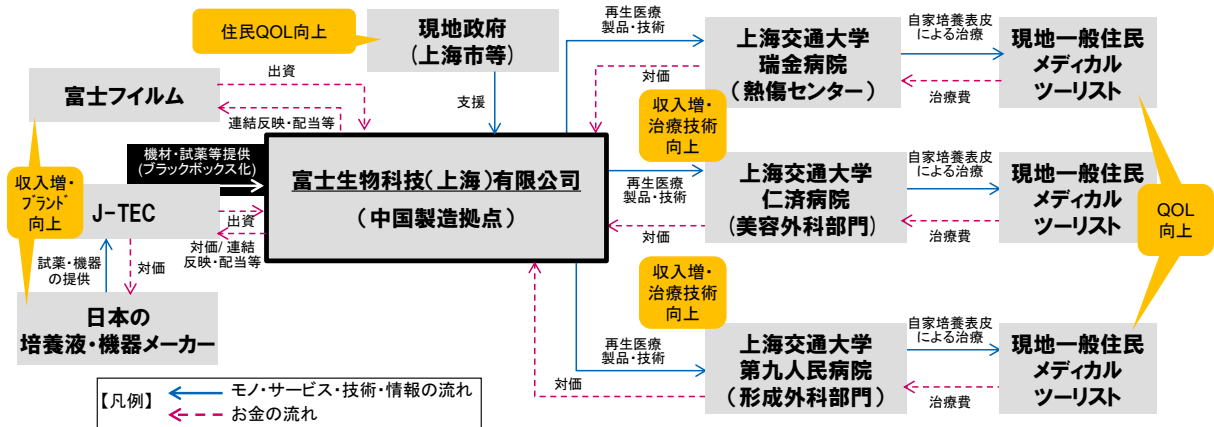 住民QOL向上
現地政府
(上海市等)
支援
富士フイルム
出資
連結反映・配当等
機材・試薬等提供
(ブラックボックス化)
収入増・
ブランド
向上
J-TEC
出資
対価/連結
反映・配当等
試薬・機器
の提供
対価
日本の
培養液・機器メーカー
富士生物科技(上海)有限公司
(中国製造拠点)
再生医療
製品・技術
対価
上海交通大学
瑞金病院
(熱傷センター)
自家培養表皮
による治療
治療費
現地一般住民
メディカル
ツーリスト
収入増・
治療技術
向上
再生医療
製品・技術
対価
上海交通大学
仁済病院
(美容外科部門)
自家培養表皮
による治療
治療費
現地一般住民
メディカル
ツーリスト
QOL
向上
収入増・
治療技術
向上
再生医療
製品・技術
対価
上海交通大学
第九人民病院
(形成外科部門)
自家培養表皮
による治療
治療費
現地一般住民
メディカル
ツーリスト
【凡例】
モノ・サービス・技術・情報の流れ
お金の流れ